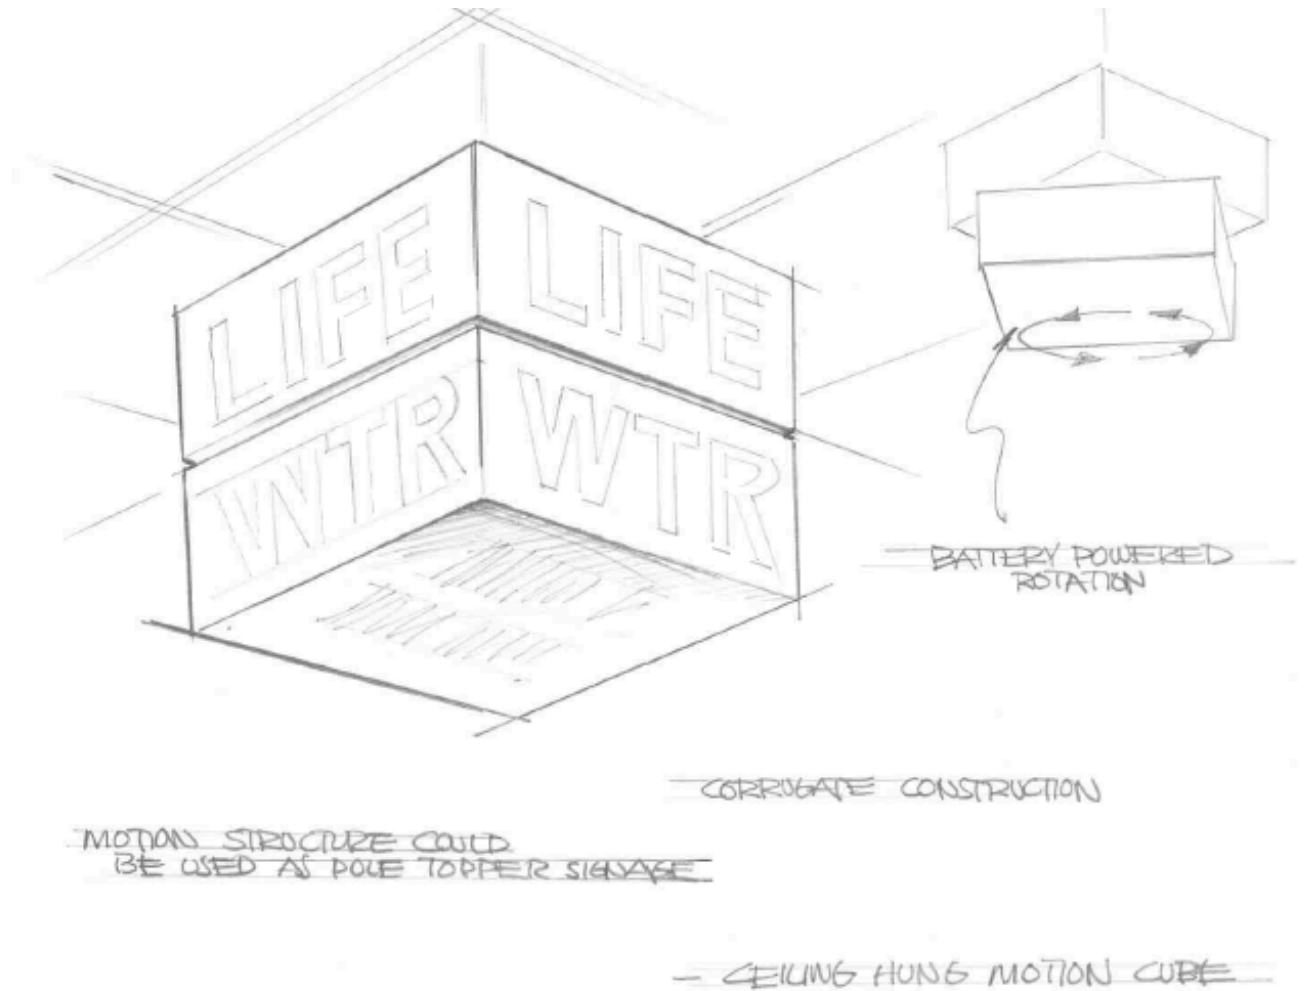 LIFE LIFE
WTR WTR
BATTERY POWERED
ROTATION
CORRUGATE CONSTRUCTION
MOTION STRUCTURE COULD
BE USED AS POLE TOPPER SIGNAGE
- CEILING HUNG MOTION CUBE